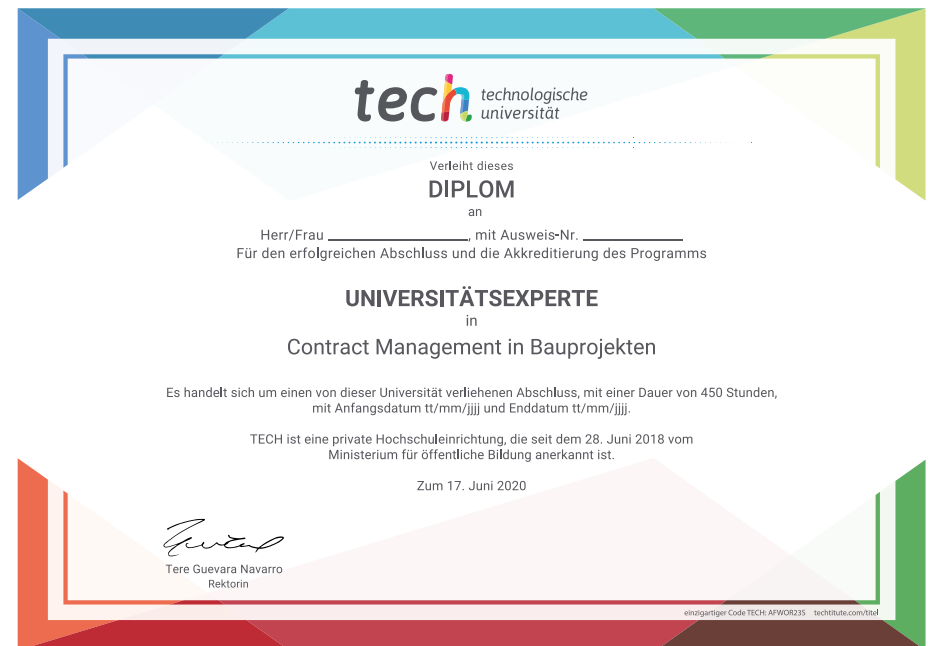 tech technologische
universität
Verleiht dieses
DIPLOM
an
Herr/Frau ____________________, mit Ausweis-Nr. ______________
Für den erfolgreichen Abschluss und die Akkreditierung des Programms
UNIVERSITÄTSEXPERTE
in
Contract Management in Bauprojekten
Es handelt sich um einen von dieser Universität verliehenen Abschluss, mit einer Dauer von 450 Stunden,
mit Anfangsdatum tt/mm/jjjj und Enddatum tt/mm/jjjj.
TECH ist eine private Hochschuleinrichtung, die seit dem 28. Juni 2018 vom
Ministerium für öffentliche Bildung anerkannt ist.
Zum 17. Juni 2020
Tere Guevara Navarro
Rektorin
einzigartiger Code TECH: AFWOR23S techtitute.com/titel